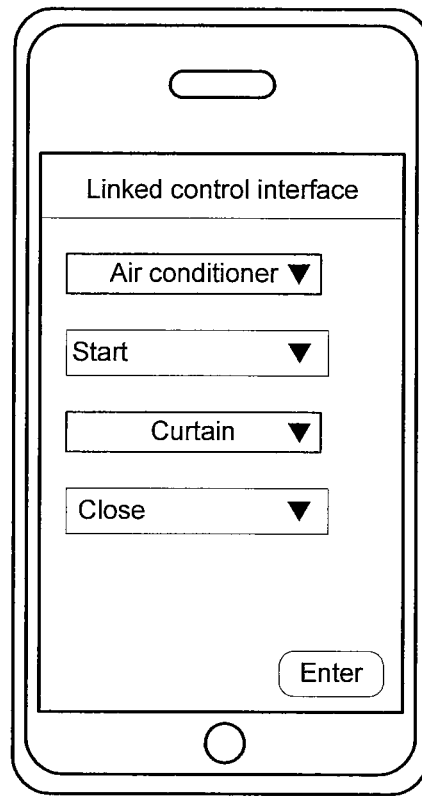 Linked control interface
Air conditioner
Start
Curtain
Close
Enter